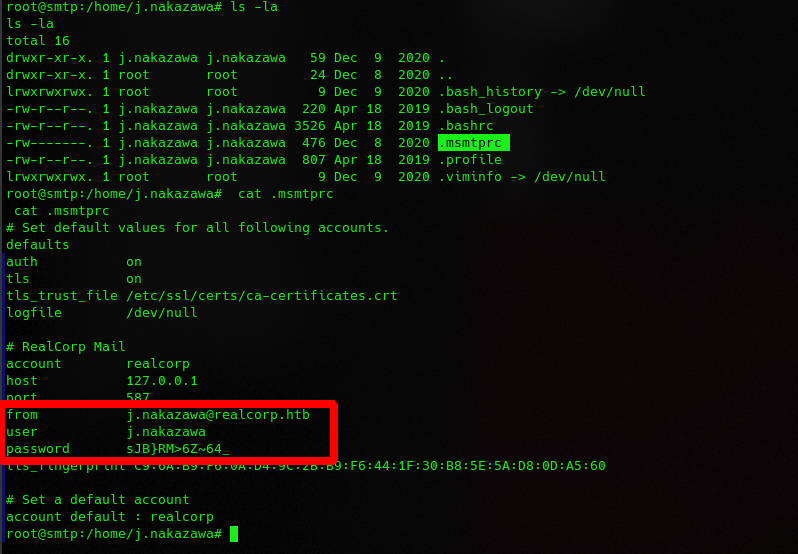 root@smtp:/home/j.nakazawa# ls -la
ls -la
total 16
drwxr-xr-x. 1 j.nakazawa j.nakazawa   59 Dec  9  2020 .
drwxr-xr-x. 1 root       root         24 Dec  8  2020 ..
lrwxrwxrwx. 1 root       root          9 Dec  9  2020 .bash_history -> /dev/null
-rw-r--r--. 1 j.nakazawa j.nakazawa  220 Apr 18  2019 .bash_logout
-rw-r--r--. 1 j.nakazawa j.nakazawa 3526 Apr 18  2019 .bashrc
-rw-------. 1 j.nakazawa j.nakazawa  476 Dec  8  2020 .msmtprc
-rw-r--r--. 1 j.nakazawa j.nakazawa  807 Apr 18  2019 .profile
lrwxrwxrwx. 1 root       root          9 Dec  9  2020 .viminfo -> /dev/null
root@smtp:/home/j.nakazawa#  cat .msmtprc
 cat .msmtprc
# Set default values for all following accounts.
defaults
auth           on
tls            on
tls_trust_file /etc/ssl/certs/ca-certificates.crt
logfile        /dev/null

# RealCorp Mail
account        realcorp
host           127.0.0.1
port           587
from           j.nakazawa@realcorp.htb
user           j.nakazawa
password       sJB}RM>6Z~64_
tls_fingerprint C9:6A:B9:F6:0A:D4:9C:2B:B9:F6:44:1F:30:B8:5E:5A:D8:0D:A5:60

# Set a default account
account default : realcorp
root@smtp:/home/j.nakazawa#